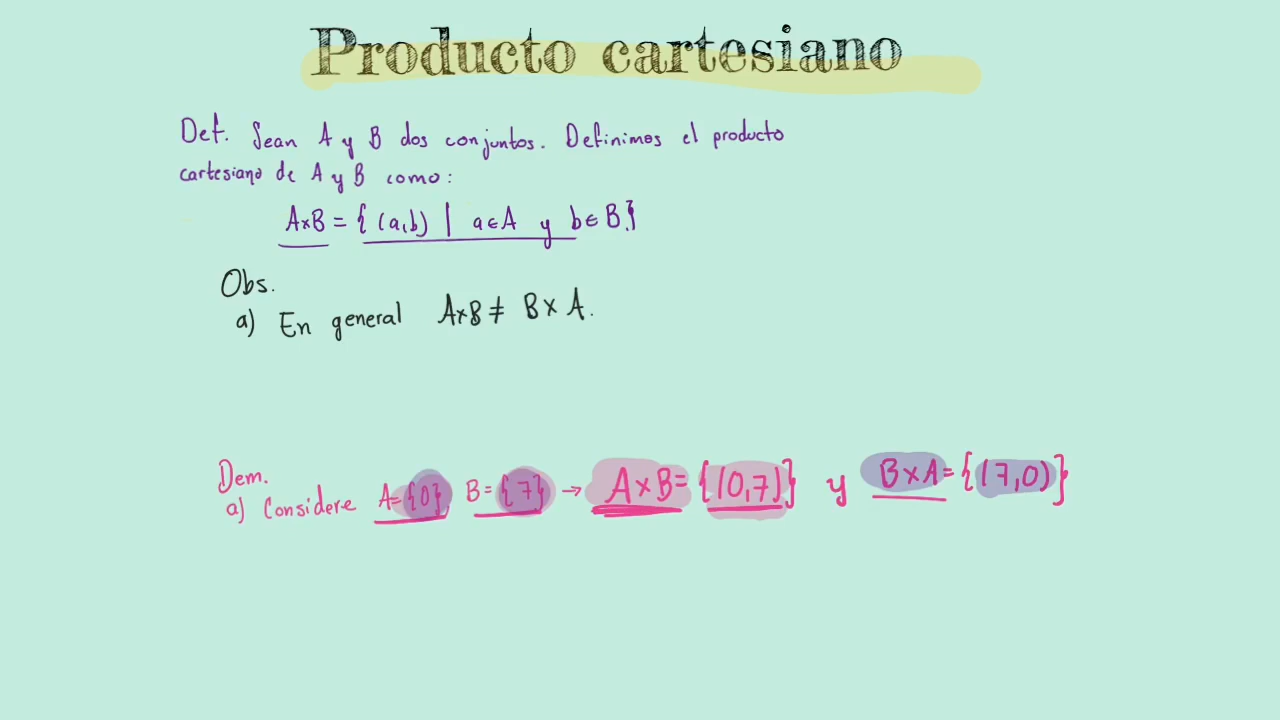 Producto cartesiano
Def. Sean A y B dos conjuntos. Definimos el producto
cartesiano de A y B como:
A×B = {(a,b) | a∈A y b∈B}
Obs.
a) En general A×B ≠ B×A.
Dem.
a) Considere A={0} B={7} → A×B={(0,7)} y B×A={(7,0)}